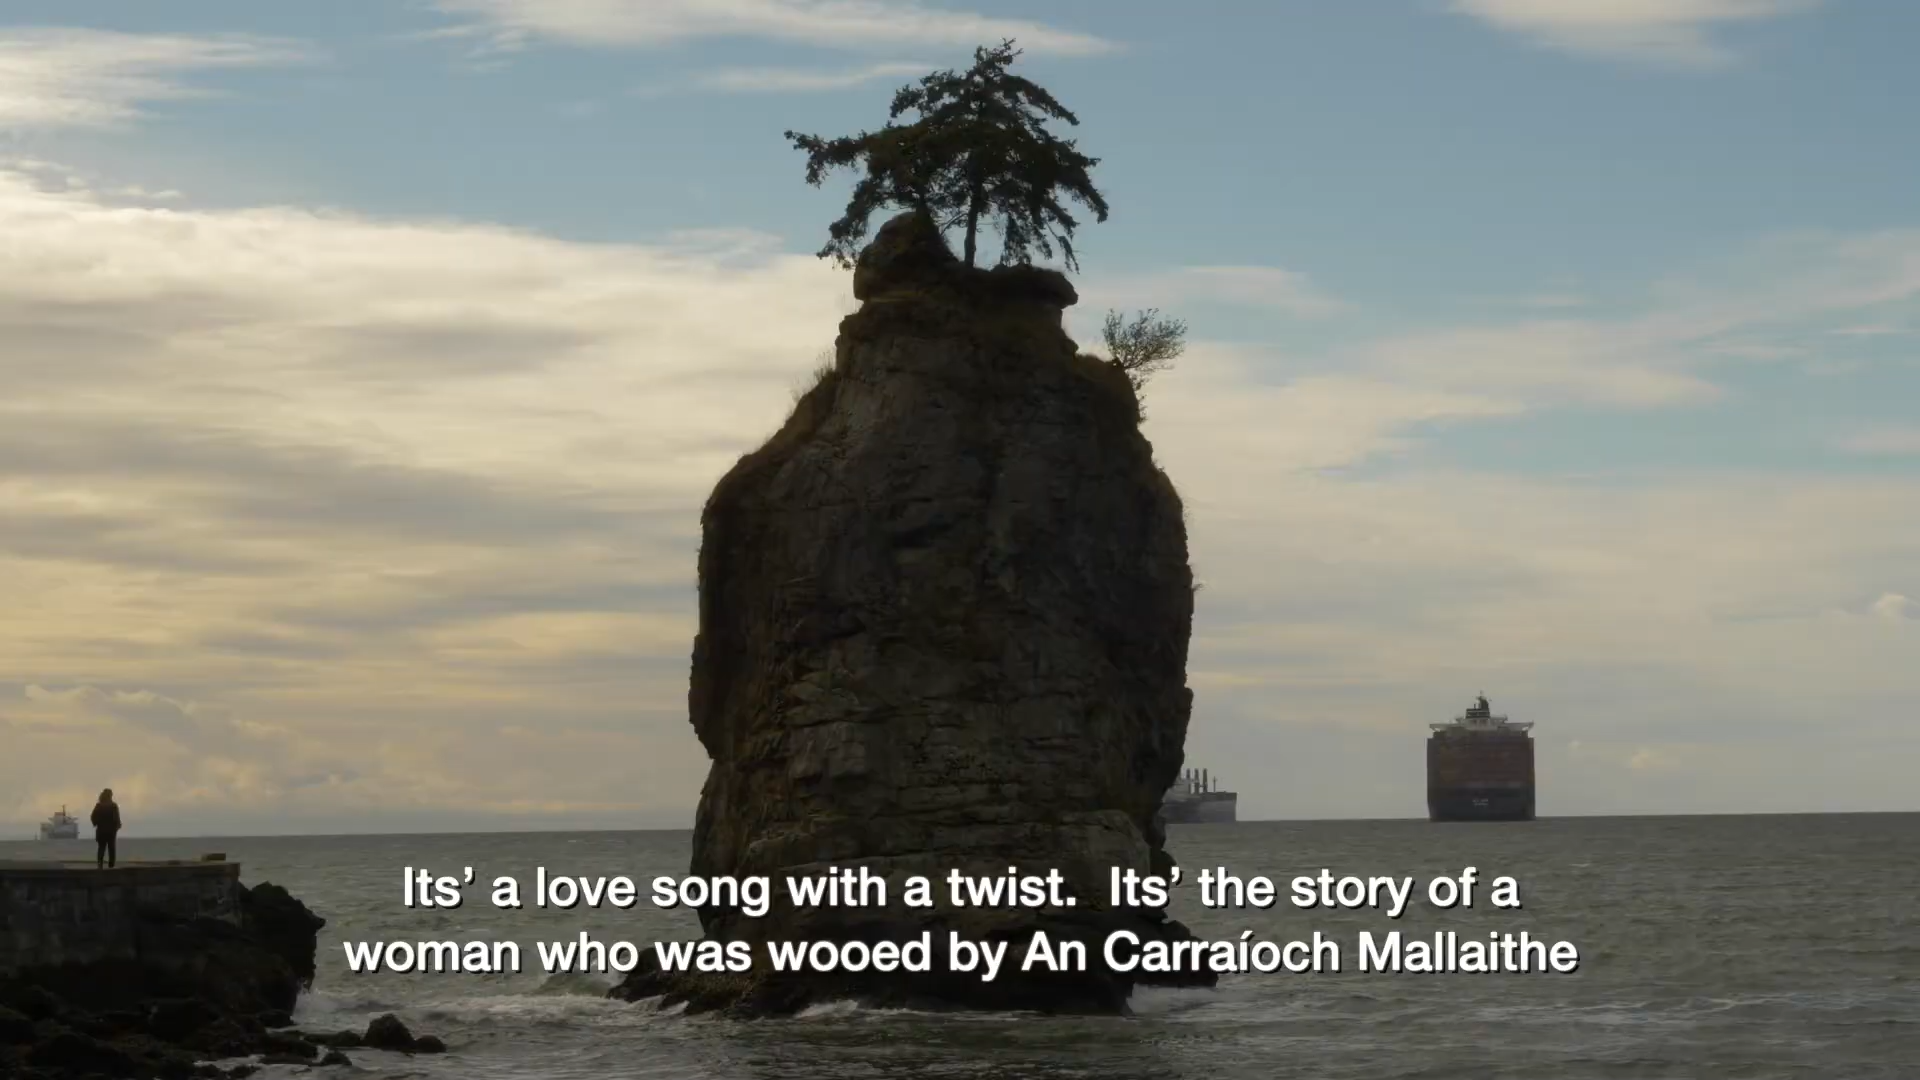 Its’ a love song with a twist.  Its’ the story of a
woman who was wooed by An Carraíoch Mallaithe